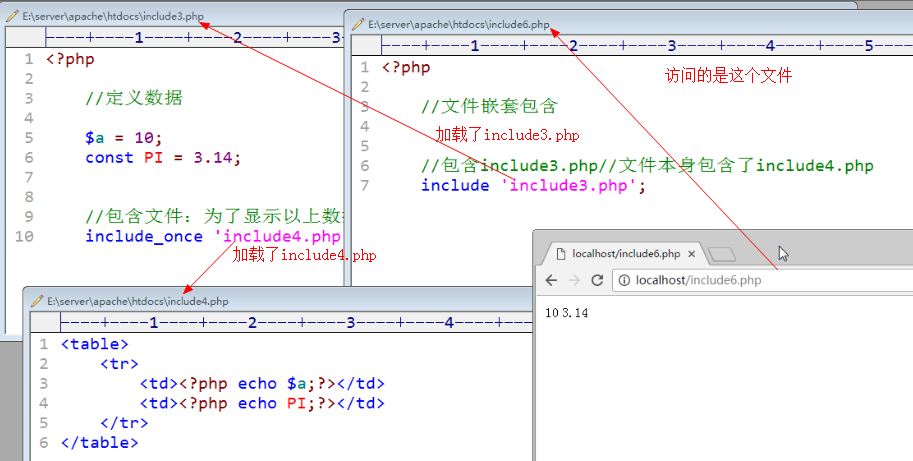 E:\server\apache\htdocs\include3.php
----+----1----+----2----+----3
1 <?php
2
3 //定义数据
4
5 $a = 10;
6 const PI = 3.14;
7
8
9 //包含文件：为了显示以上数
10 include_once 'include4.php
加载了include4.php
E:\server\apache\htdocs\include6.php
----+----1----+----2----+----3----+----4----+----5
1 <?php
访问的是这个文件
2
3 //文件嵌套包含
4
加载了include3.php
5
6 //包含include3.php//文件本身包含了include4.php
7 include 'include3.php';
E:\server\apache\htdocs\include4.php
----+----1----+----2----+----3----+----4----+
1 <table>
2 <tr>
3 <td><?php echo $a;?></td>
4 <td><?php echo PI;?></td>
5 </tr>
6 </table>
localhost/include6.php
localhost/include6.php
10 3.14